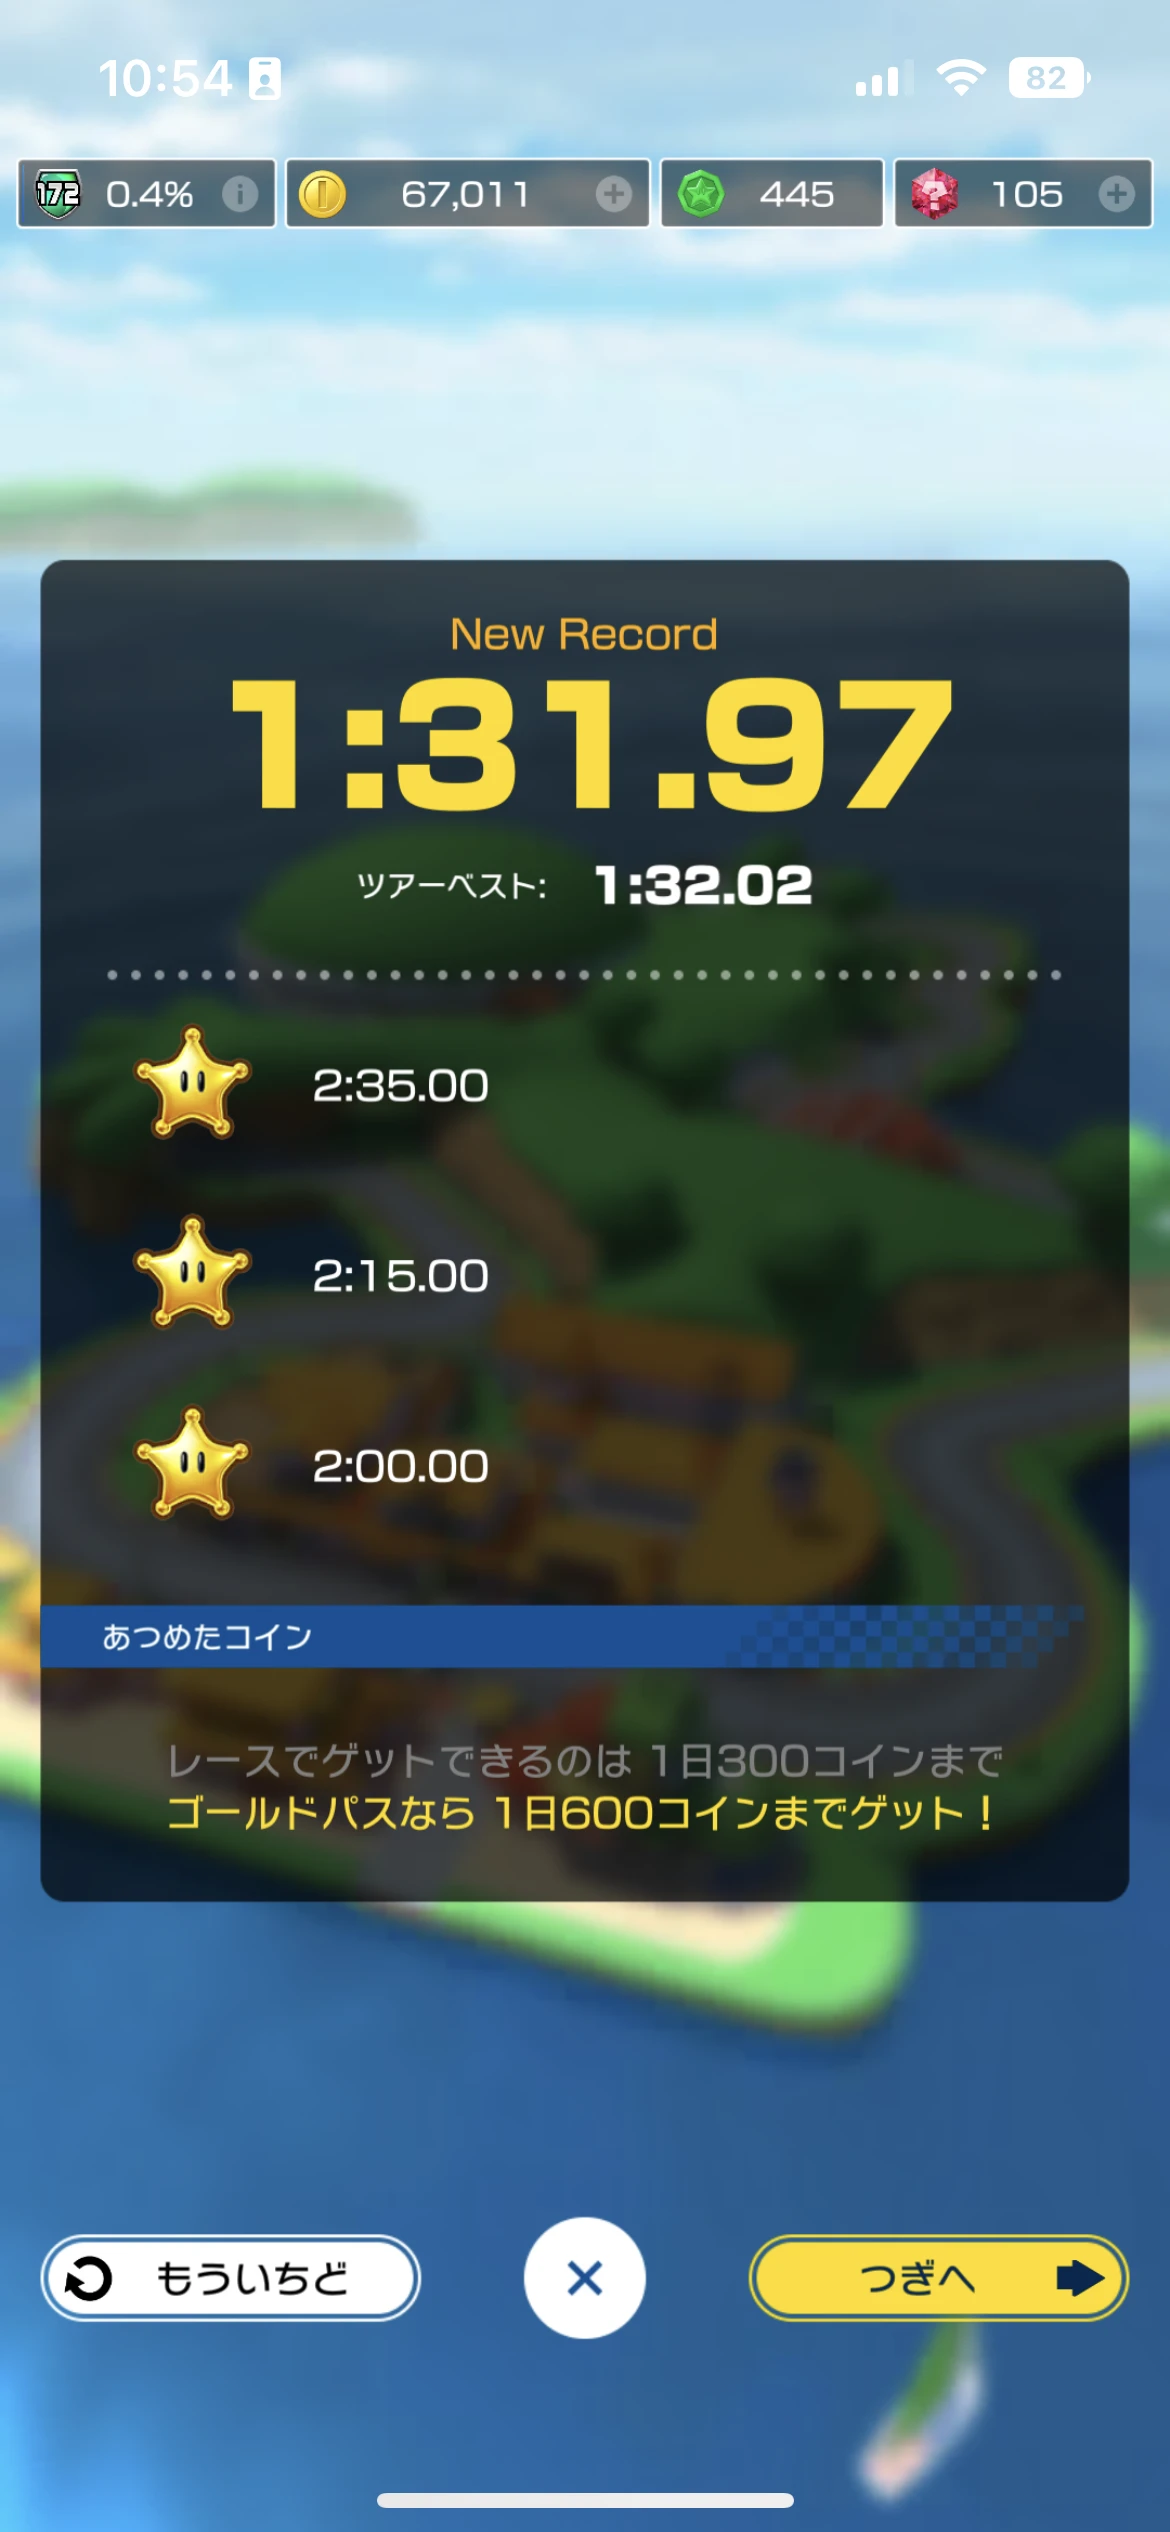 10:54 82
172 0.4% 67,011 445 105
New Record
1:31.97
ツアーベスト: 1:32.02
2:35.00
2:15.00
2:00.00
あつめたコイン
レースでゲットできるのは 1日300コインまで
ゴールドパスなら 1日600コインまでゲット！
もういちど
つぎへ